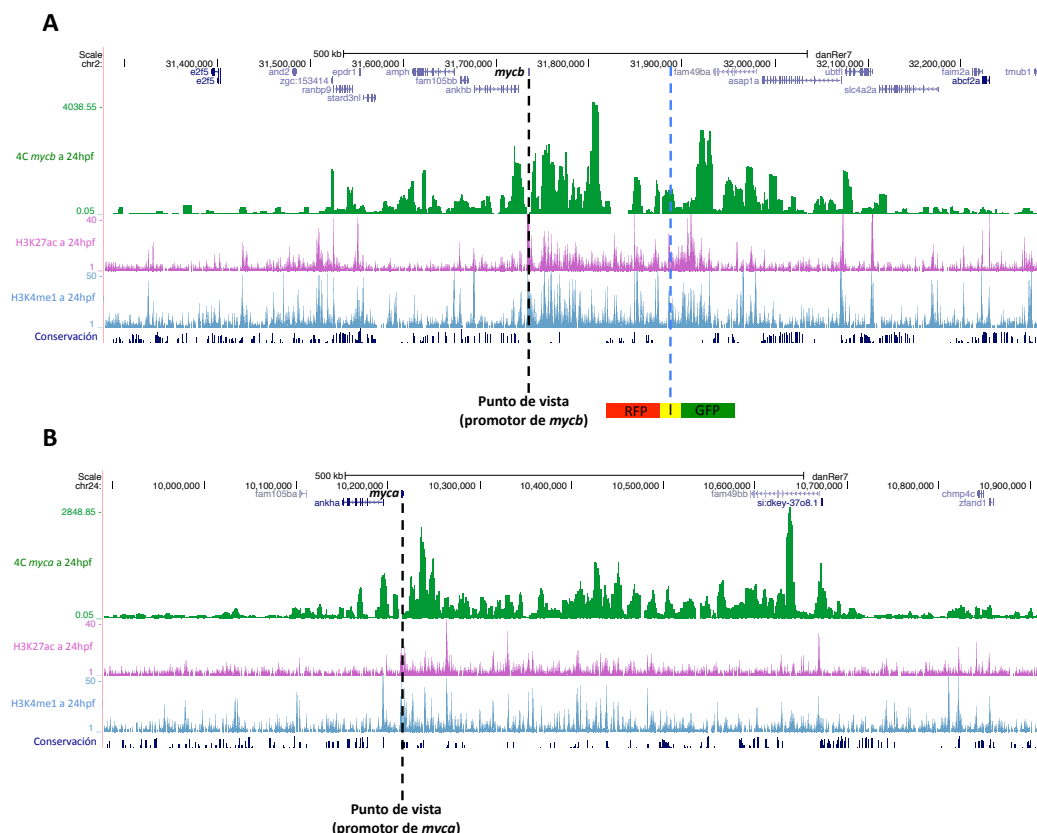 A
Scale
500 kb
danRer7
chr2:
31,400,000
31,500,000
31,600,000
31,700,000
31,800,000
31,900,000
32,000,000
32,100,000
32,200,000
e2f5
and2
epdr1
amph
mycb
fam49ba
ubtfl
faim2a
tmub1
e2f5
zgc:153414
fam105bb
asap1a
abcf2a
ranbp9
ankhb
slc4a2a
stard3nl
4038.55
4C mycb a 24hpf
0.05
40
H3K27ac a 24hpf
1
50
H3K4me1 a 24hpf
1
Conservación
Punto de vista
(promotor de mycb)
RFP I GFP
B
Scale
500 kb
danRer7
chr24:
10,000,000
10,100,000
10,200,000
10,300,000
10,400,000
10,500,000
10,600,000
10,700,000
10,800,000
10,900,000
fam105ba
myca
fam49bb
chmp4c
ankha
si:dkey-37o8.1
zfand1
2848.85
4C myca a 24hpf
0.05
40
H3K27ac a 24hpf
1
50
H3K4me1 a 24hpf
1
Conservación
Punto de vista
(promotor de myca)